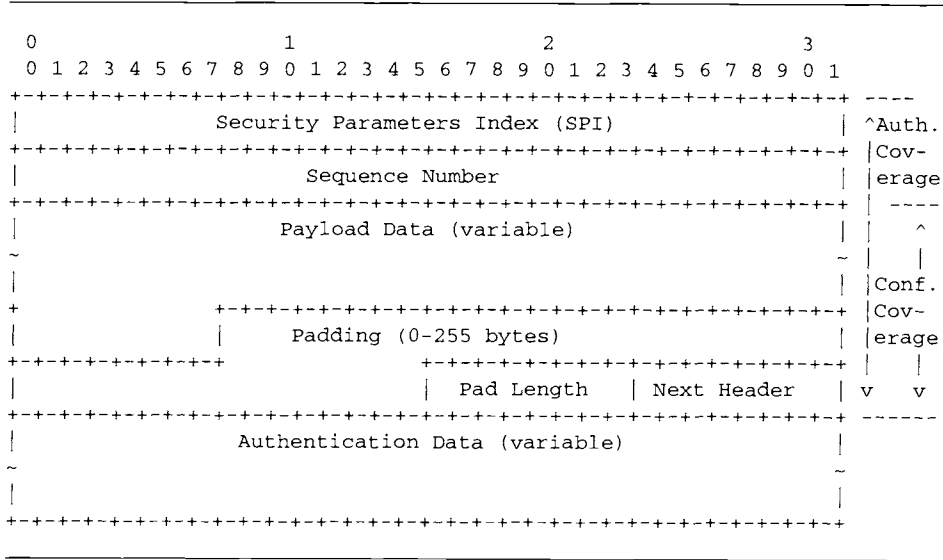 0 1 2 3
0 1 2 3 4 5 6 7 8 9 0 1 2 3 4 5 6 7 8 9 0 1 2 3 4 5 6 7 8 9 0 1
+-+-+-+-+-+-+-+-+-+-+-+-+-+-+-+-+-+-+-+-+-+-+-+-+-+-+-+-+-+-+-+-+ ----
| Security Parameters Index (SPI) | ^Auth.
+-+-+-+-+-+-+-+-+-+-+-+-+-+-+-+-+-+-+-+-+-+-+-+-+-+-+-+-+-+-+-+-+ |Cov-
| Sequence Number | |erage
+-+-+-+-+-+-+-+-+-+-+-+-+-+-+-+-+-+-+-+-+-+-+-+-+-+-+-+-+-+-+-+-+ | ----
| Payload Data (variable) | | ^
~ ~ | |
| | |Conf.
+ +-+-+-+-+-+-+-+-+-+-+-+-+-+-+-+-+-+-+-+-+-+-+-+-+ |Cov-
| | Padding (0-255 bytes) | |erage
+-+-+-+-+-+-+-+-+ +-+-+-+-+-+-+-+-+-+-+-+-+-+-+-+-+ | |
| | Pad Length | Next Header | v v
+-+-+-+-+-+-+-+-+-+-+-+-+-+-+-+-+-+-+-+-+-+-+-+-+-+-+-+-+-+-+-+-+ ------
| Authentication Data (variable) |
~ ~
| |
+-+-+-+-+-+-+-+-+-+-+-+-+-+-+-+-+-+-+-+-+-+-+-+-+-+-+-+-+-+-+-+-+